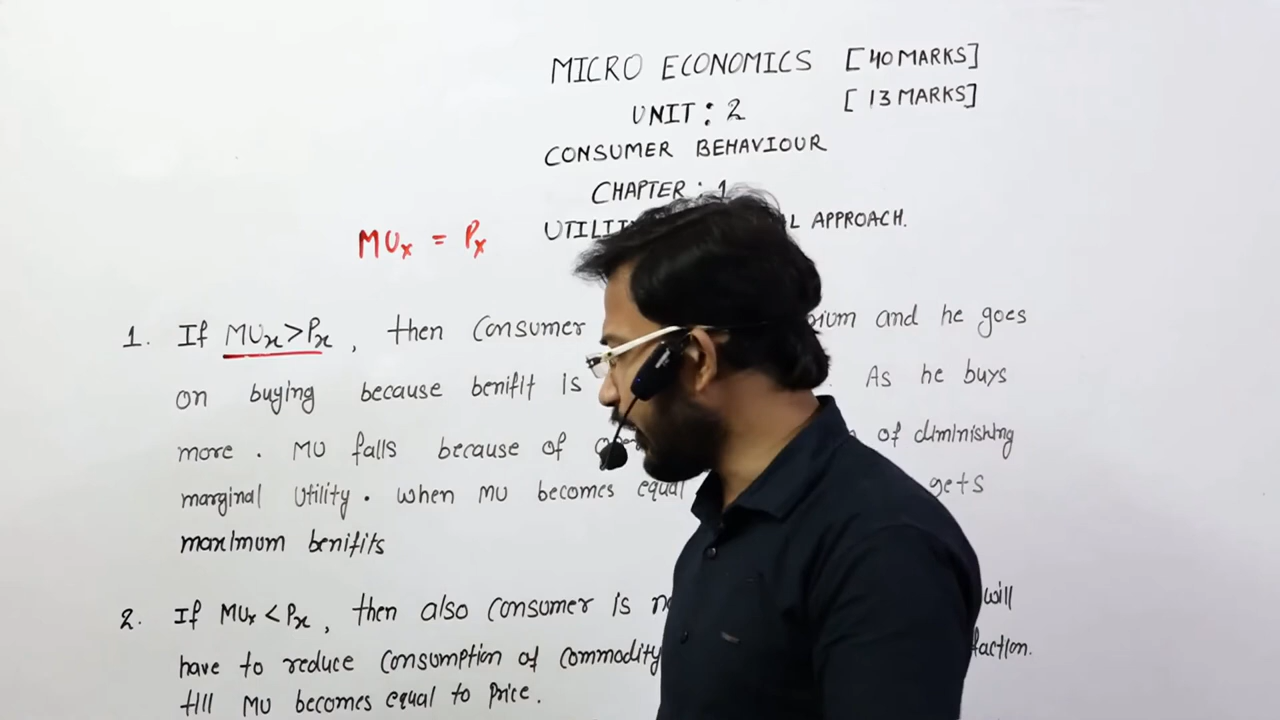 MICRO ECONOMICS [40 MARKS]
UNIT : 2 [13 MARKS]
CONSUMER BEHAVIOUR
CHAPTER : 1
APPROACH.
MUx = Px
1. If MUx>Px, then Consumer and he goes
on buying because benifit is . As he buys
more . MU falls because of of diminishing
marginal Utility. when MU becomes equal gets
maximum benifits
2. If MUx < Px, then also Consumer is will
have to reduce Consumption of Commodity
till MU becomes equal to Price.